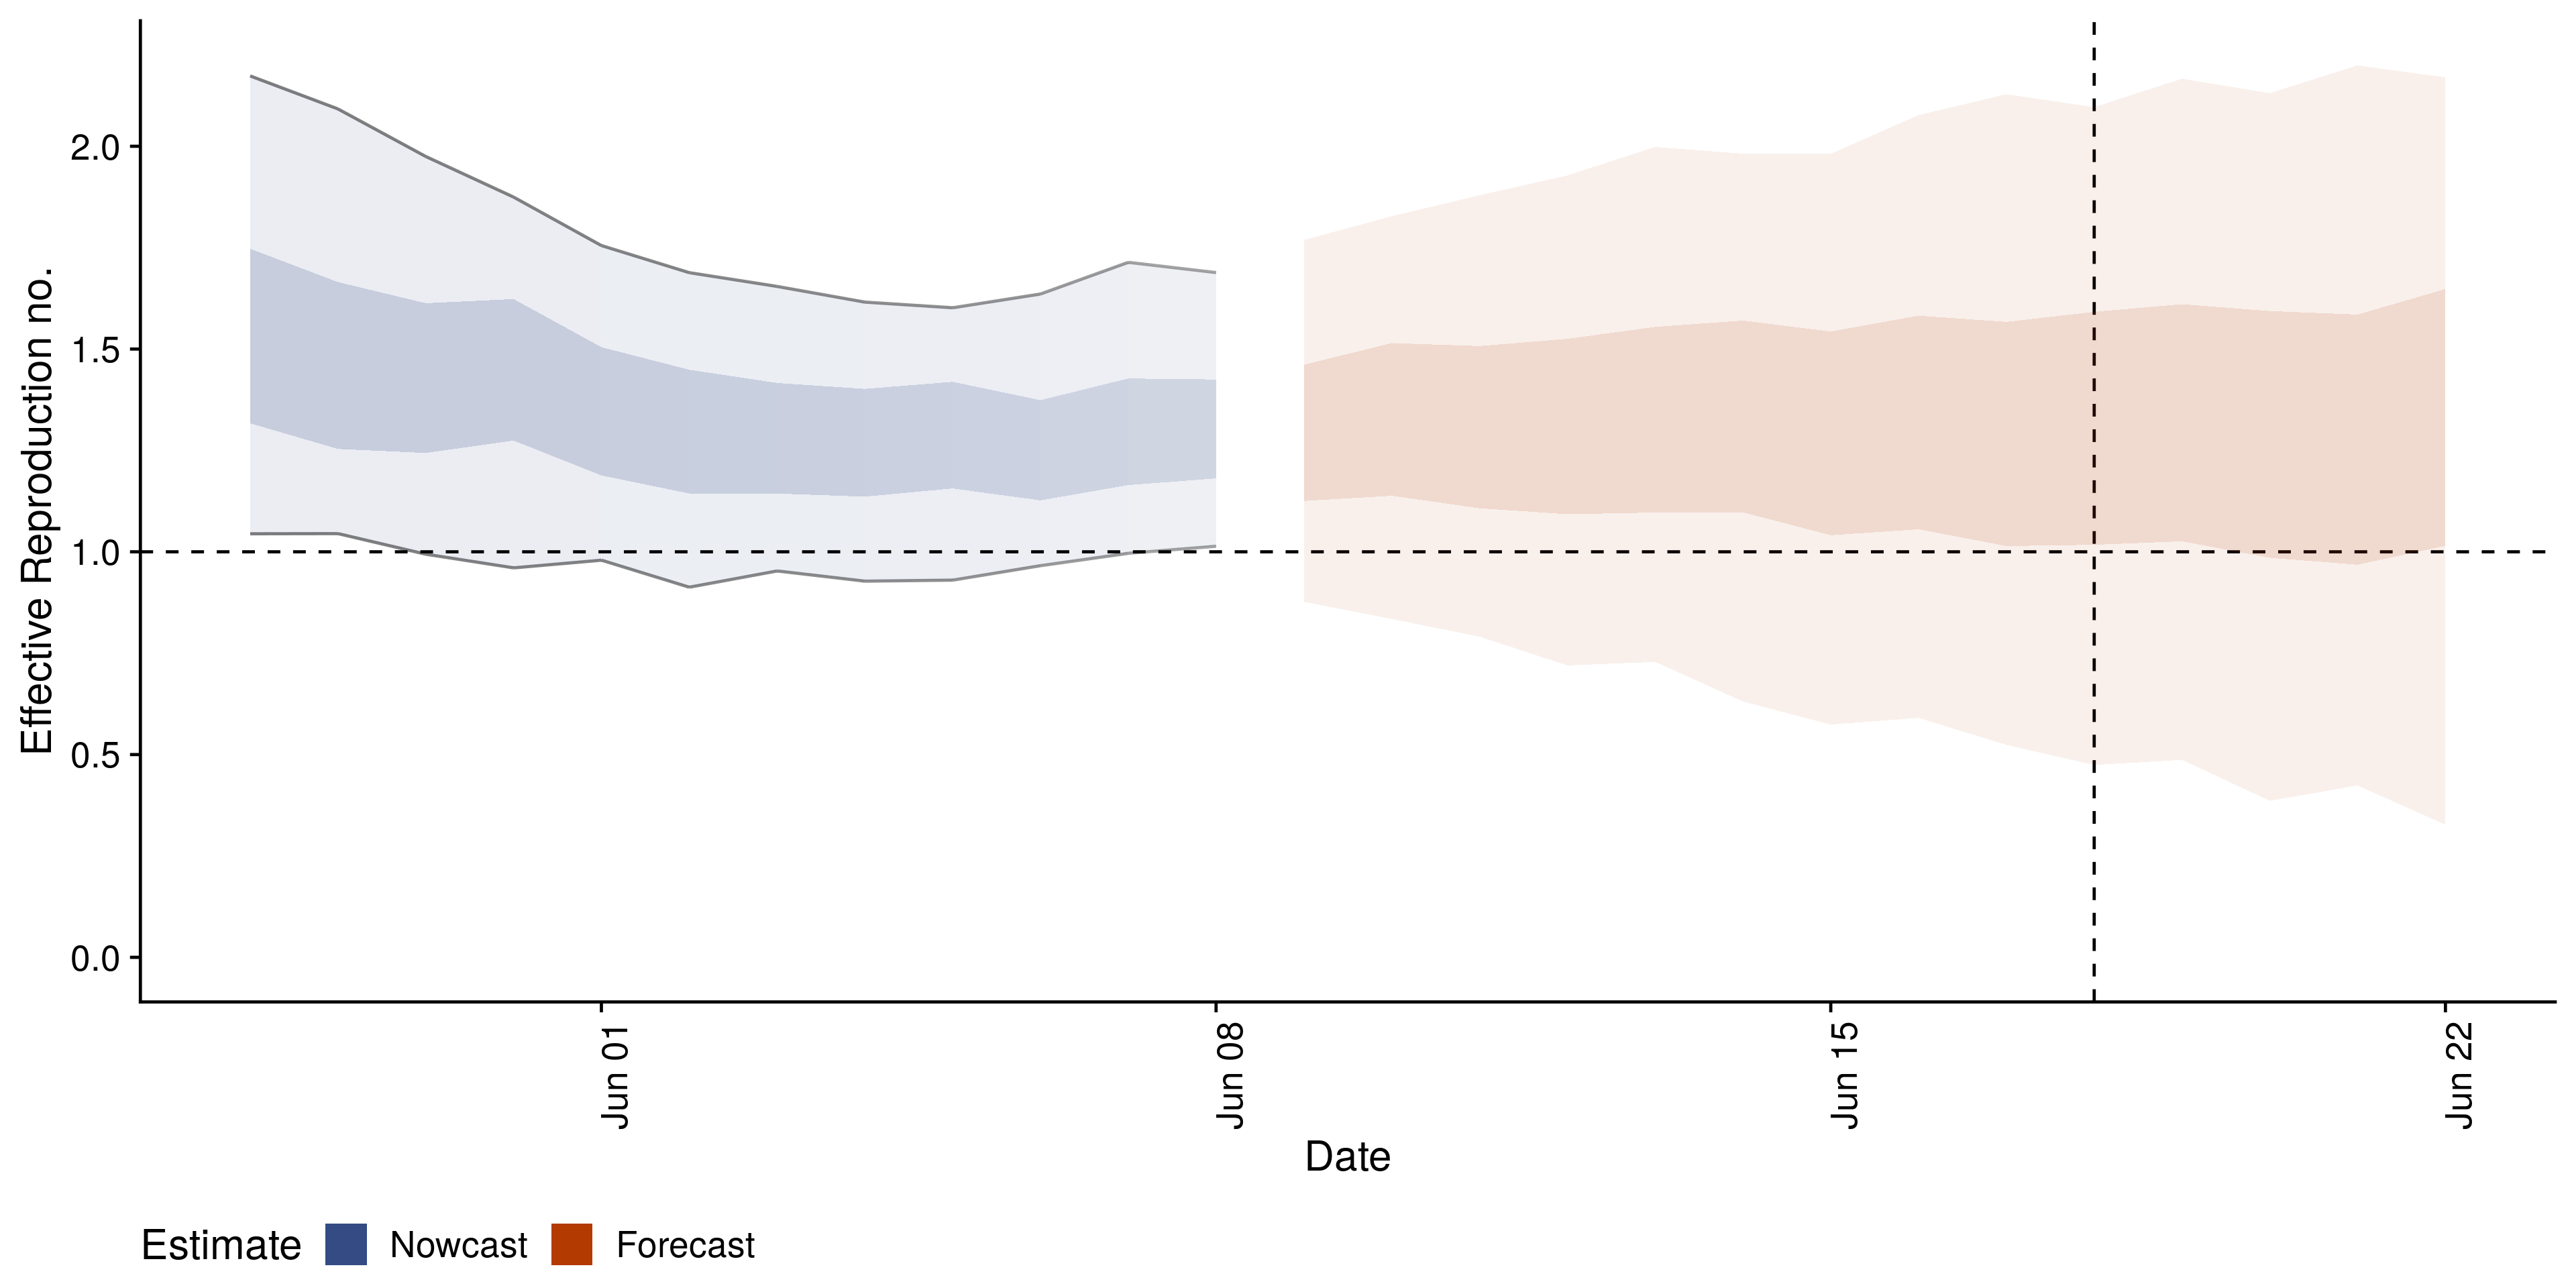 Effective Reproduction no.
2.0
1.5
1.0
0.5
0.0
Jun 01
Jun 08
Jun 15
Jun 22
Date
Estimate Nowcast Forecast